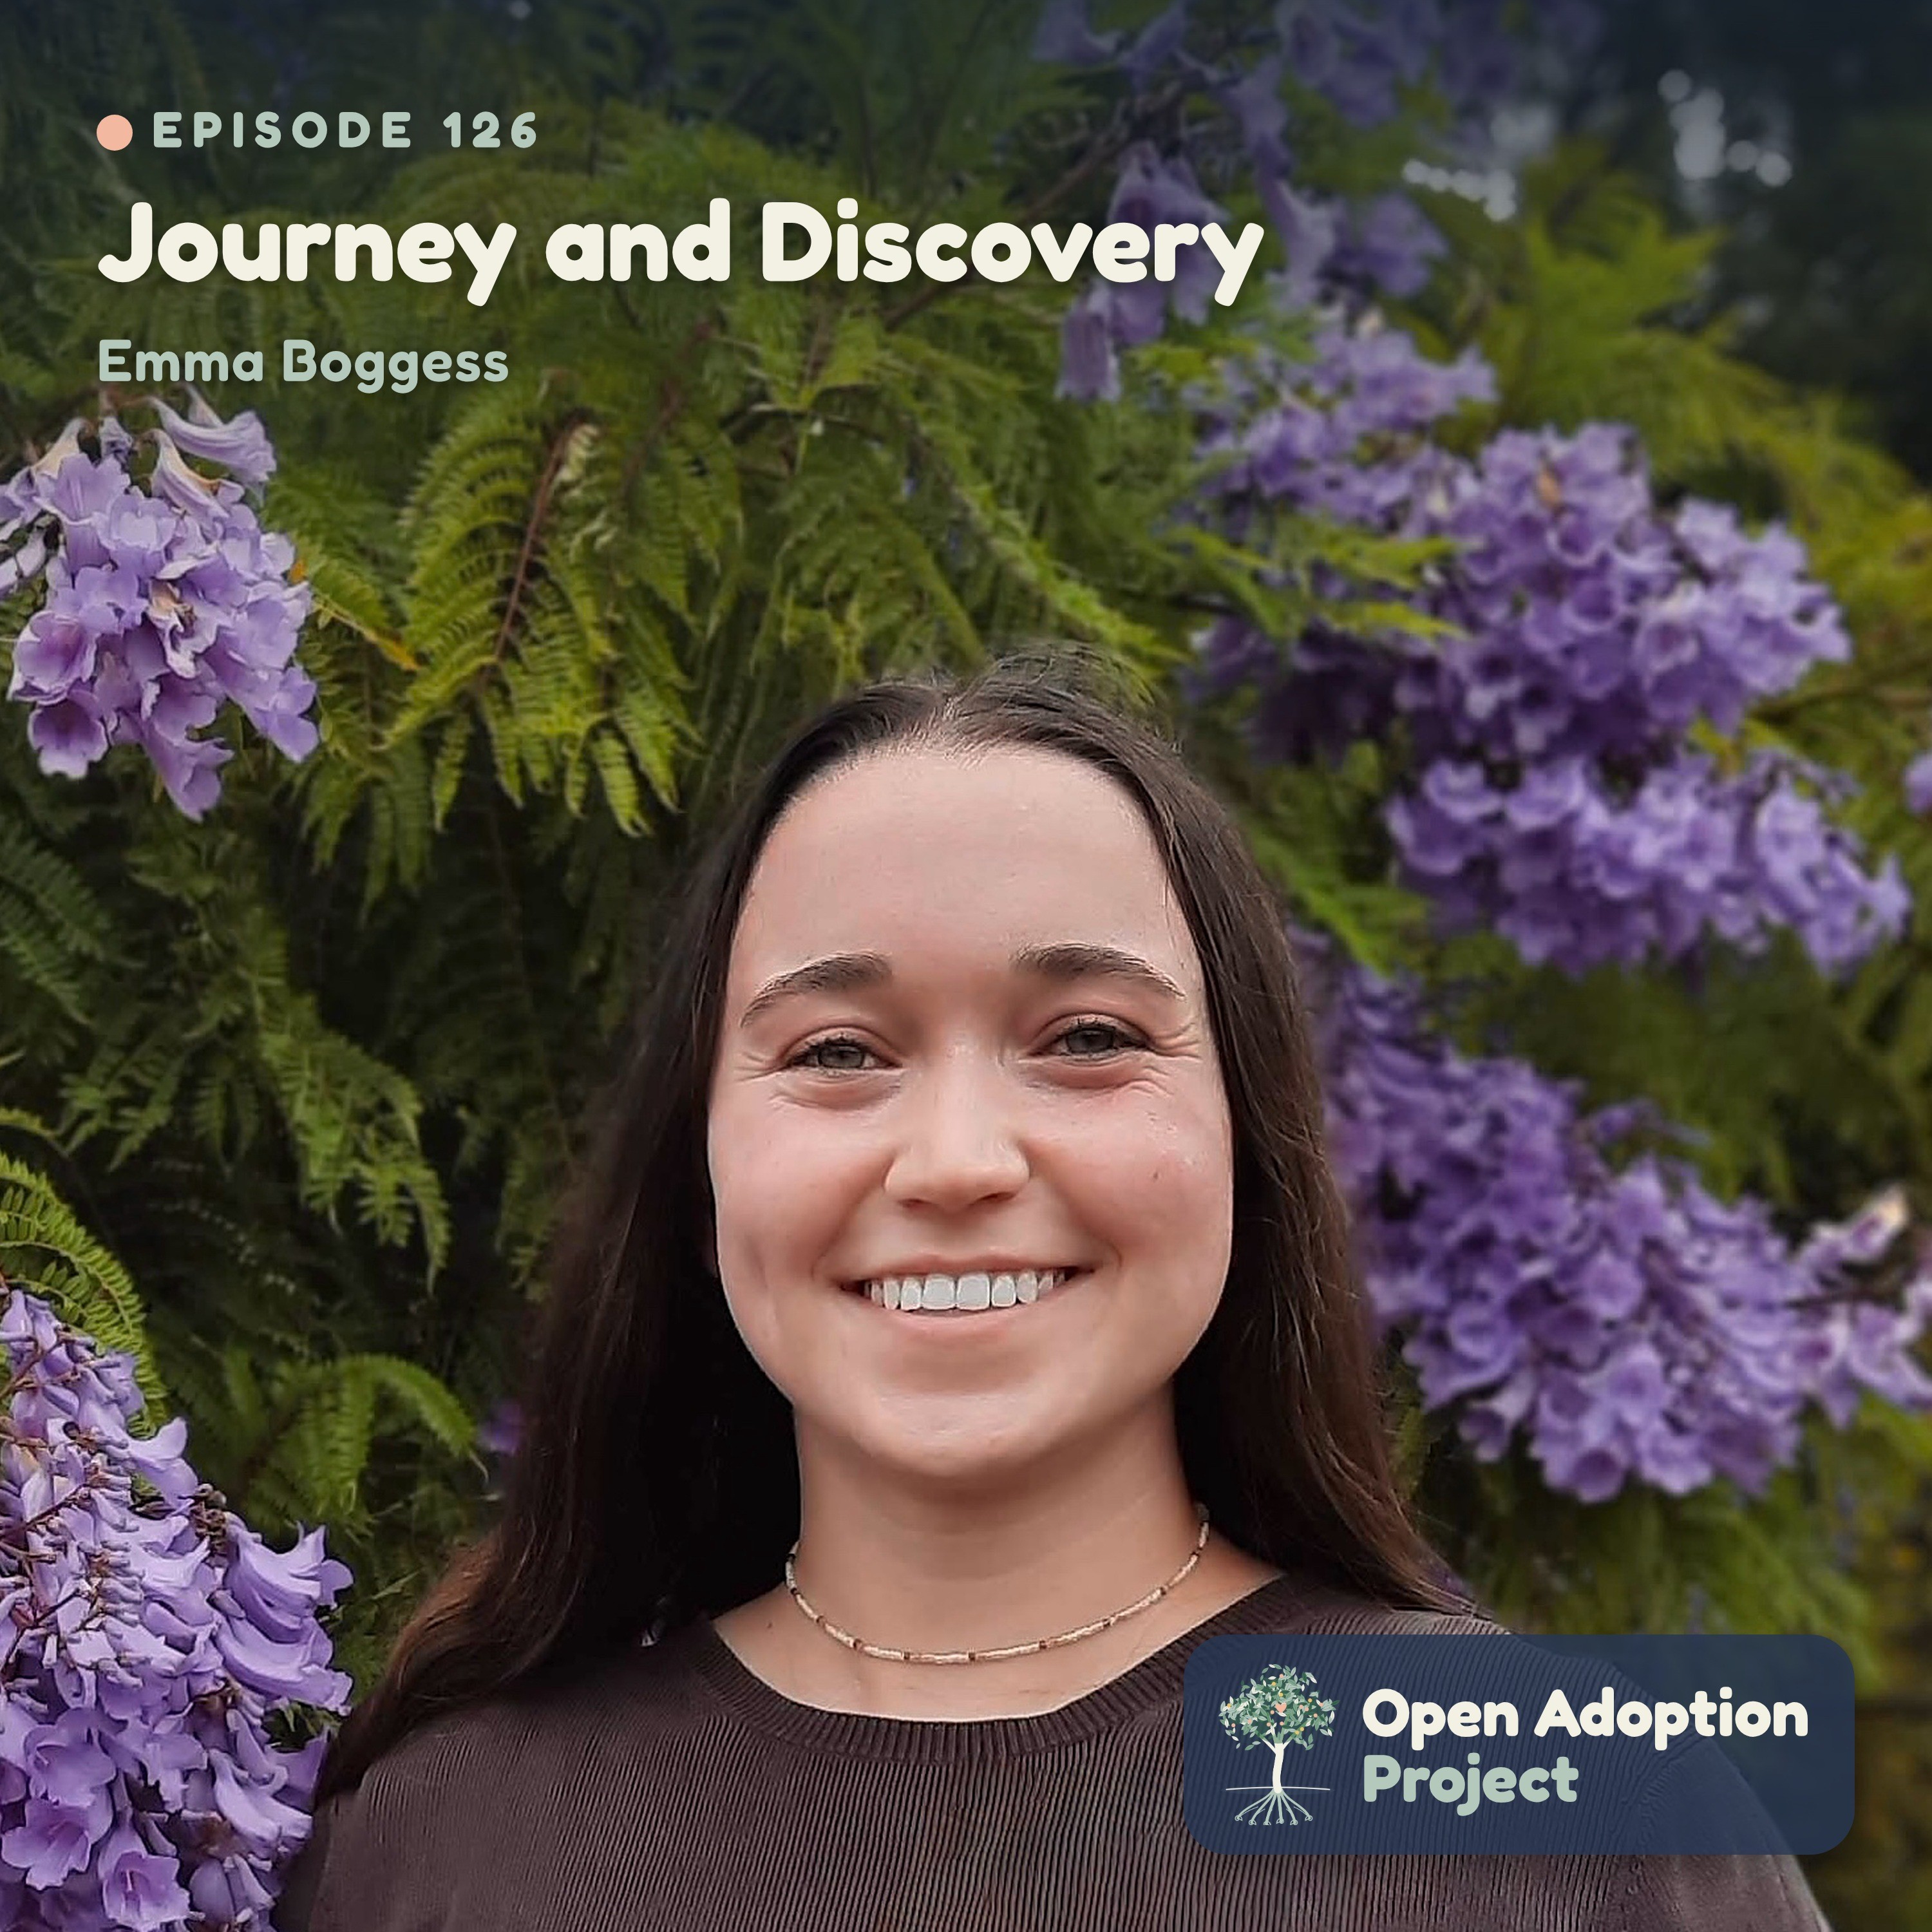 EPISODE 126
Journey and Discovery
Emma Boggess
Open Adoption
Project